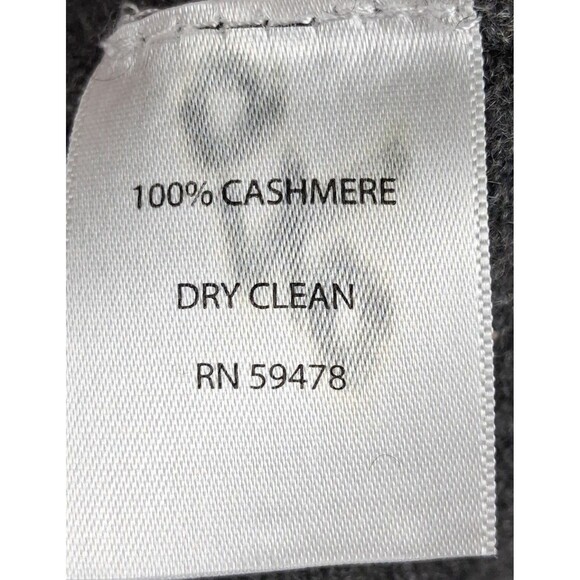 100% CASHMERE
DRY CLEAN
RN 59478